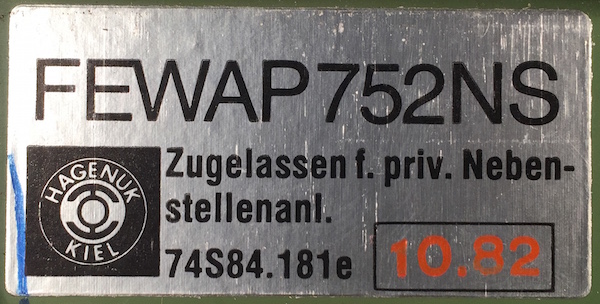 FEWAP752NS
HAGENUK
KIEL
Zugelassen f. priv. Neben-
stellenanl.
74S84.181e
10.82